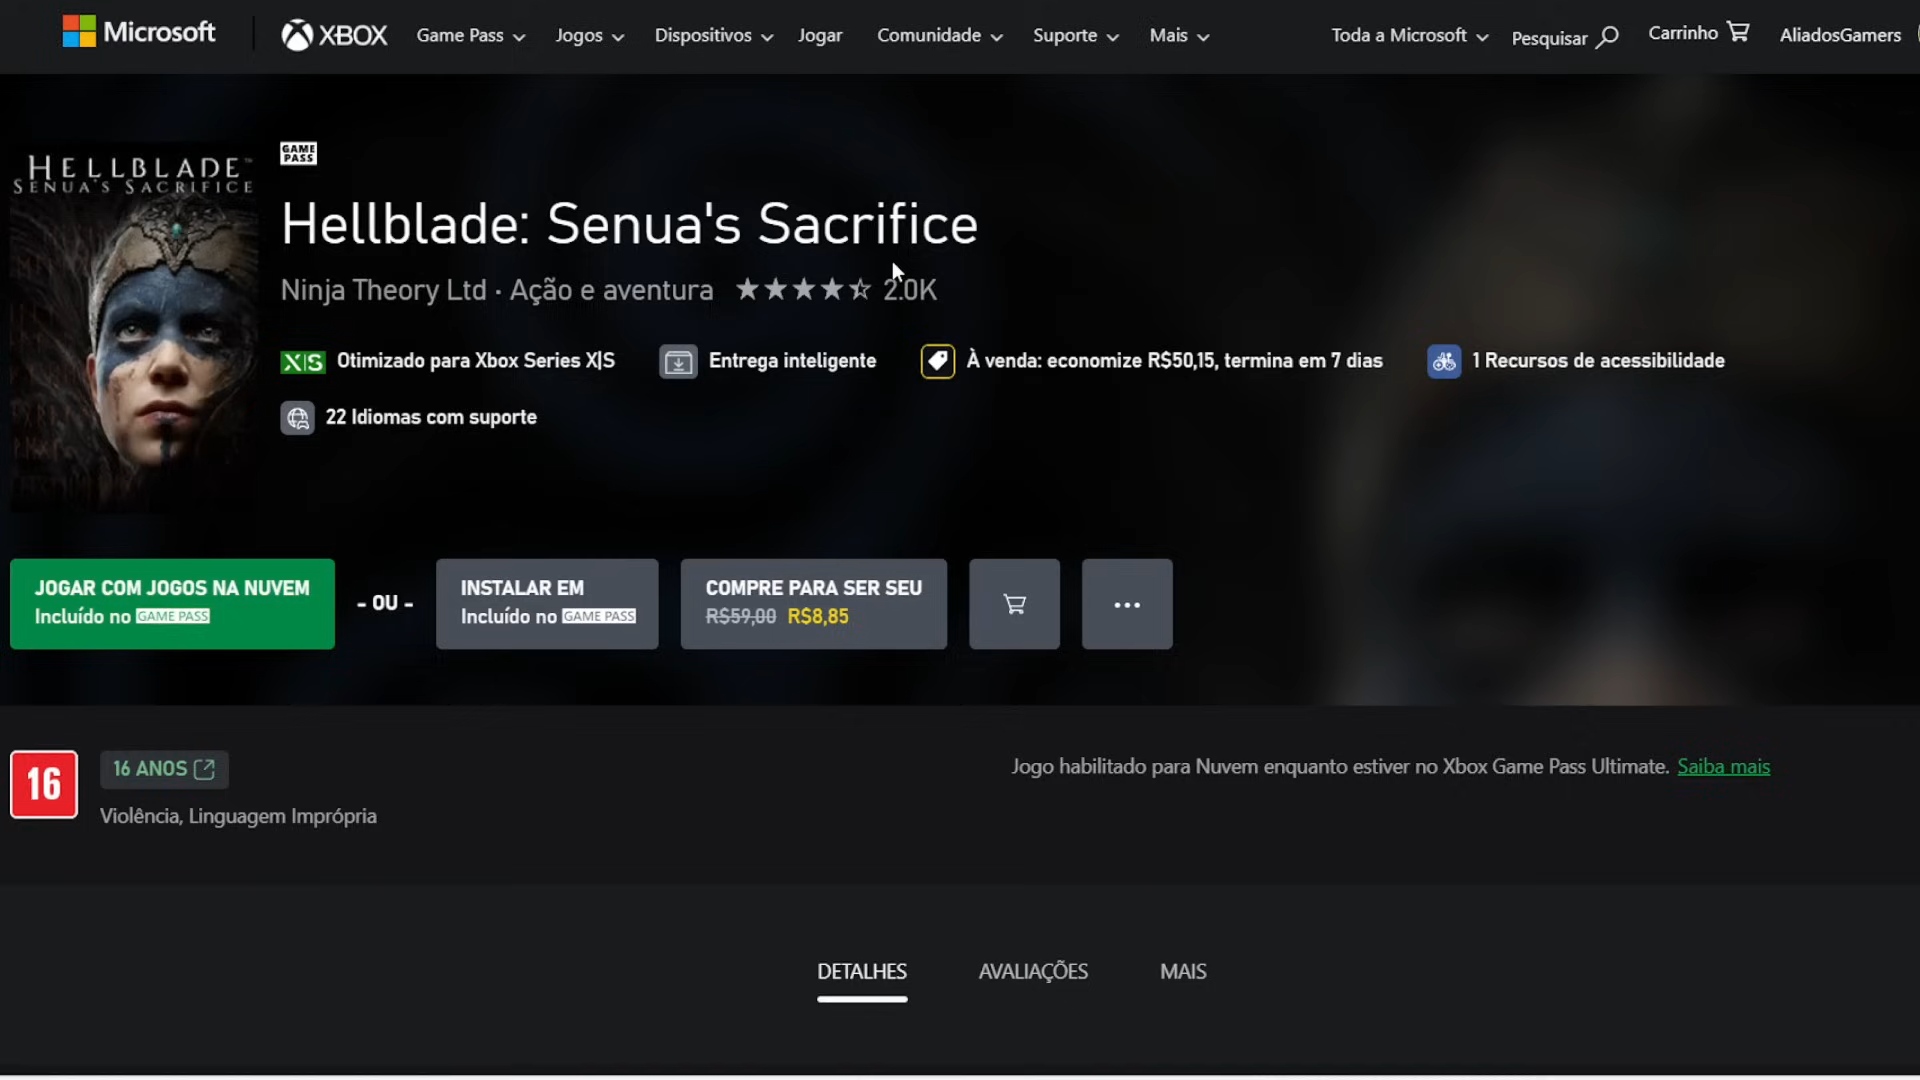 Microsoft
XBOX
Game Pass
Jogos
Dispositivos
Jogar
Comunidade
Suporte
Mais
Toda a Microsoft
Pesquisar
Carrinho
AliadosGamers
HELLBLADE™
SENUA'S SACRIFICE
GAME
PASS
Hellblade: Senua's Sacrifice
Ninja Theory Ltd · Ação e aventura ★★★★⯪ 2.0K
X|S Otimizado para Xbox Series X|S
Entrega inteligente
À venda: economize R$50,15, termina em 7 dias
1 Recursos de acessibilidade
22 Idiomas com suporte
JOGAR COM JOGOS NA NUVEM
Incluído no GAME PASS
- OU -
INSTALAR EM
Incluído no GAME PASS
COMPRE PARA SER SEU
R$59,00 R$8,85
16
16 ANOS
Violência, Linguagem Imprópria
Jogo habilitado para Nuvem enquanto estiver no Xbox Game Pass Ultimate. Saiba mais
DETALHES
AVALIAÇÕES
MAIS